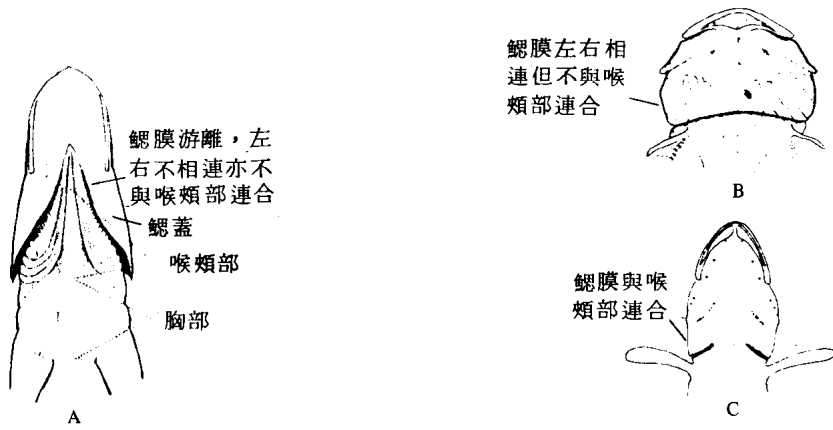 鰓膜游離，左
右不相連亦不
與喉頰部連合
鰓蓋
喉頰部
胸部
A
鰓膜左右相
連但不與喉
頰部連合
B
鰓膜與喉
頰部連合
C